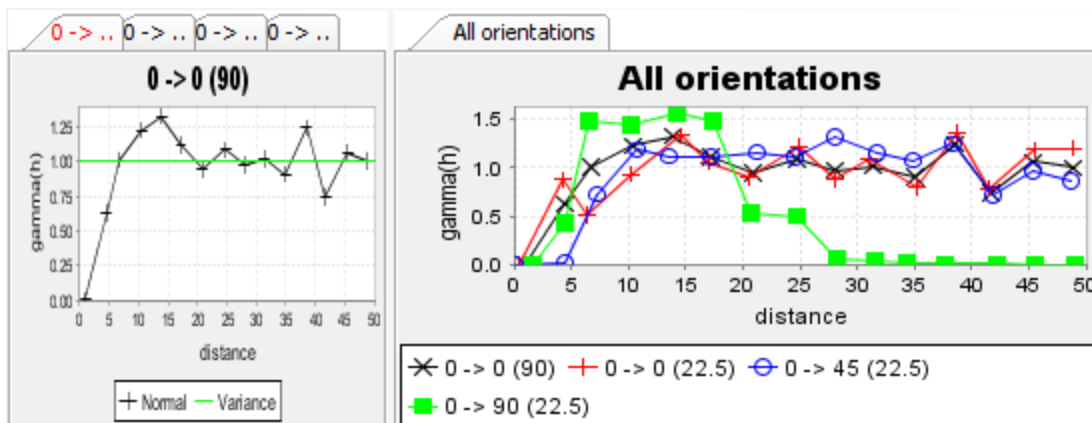 0 -> .. 0 -> .. 0 -> .. 0 -> ..
0 -> 0 (90)
gamma(h)
1.25
1.00
0.75
0.50
0.25
0.00
0 5 10 15 20 25 30 35 40 45 50
distance
Normal Variance
All orientations
All orientations
gamma(h)
1.5
1.0
0.5
0.0
0 5 10 15 20 25 30 35 40 45 50
distance
0 -> 0 (90) 0 -> 0 (22.5) 0 -> 45 (22.5)
0 -> 90 (22.5)